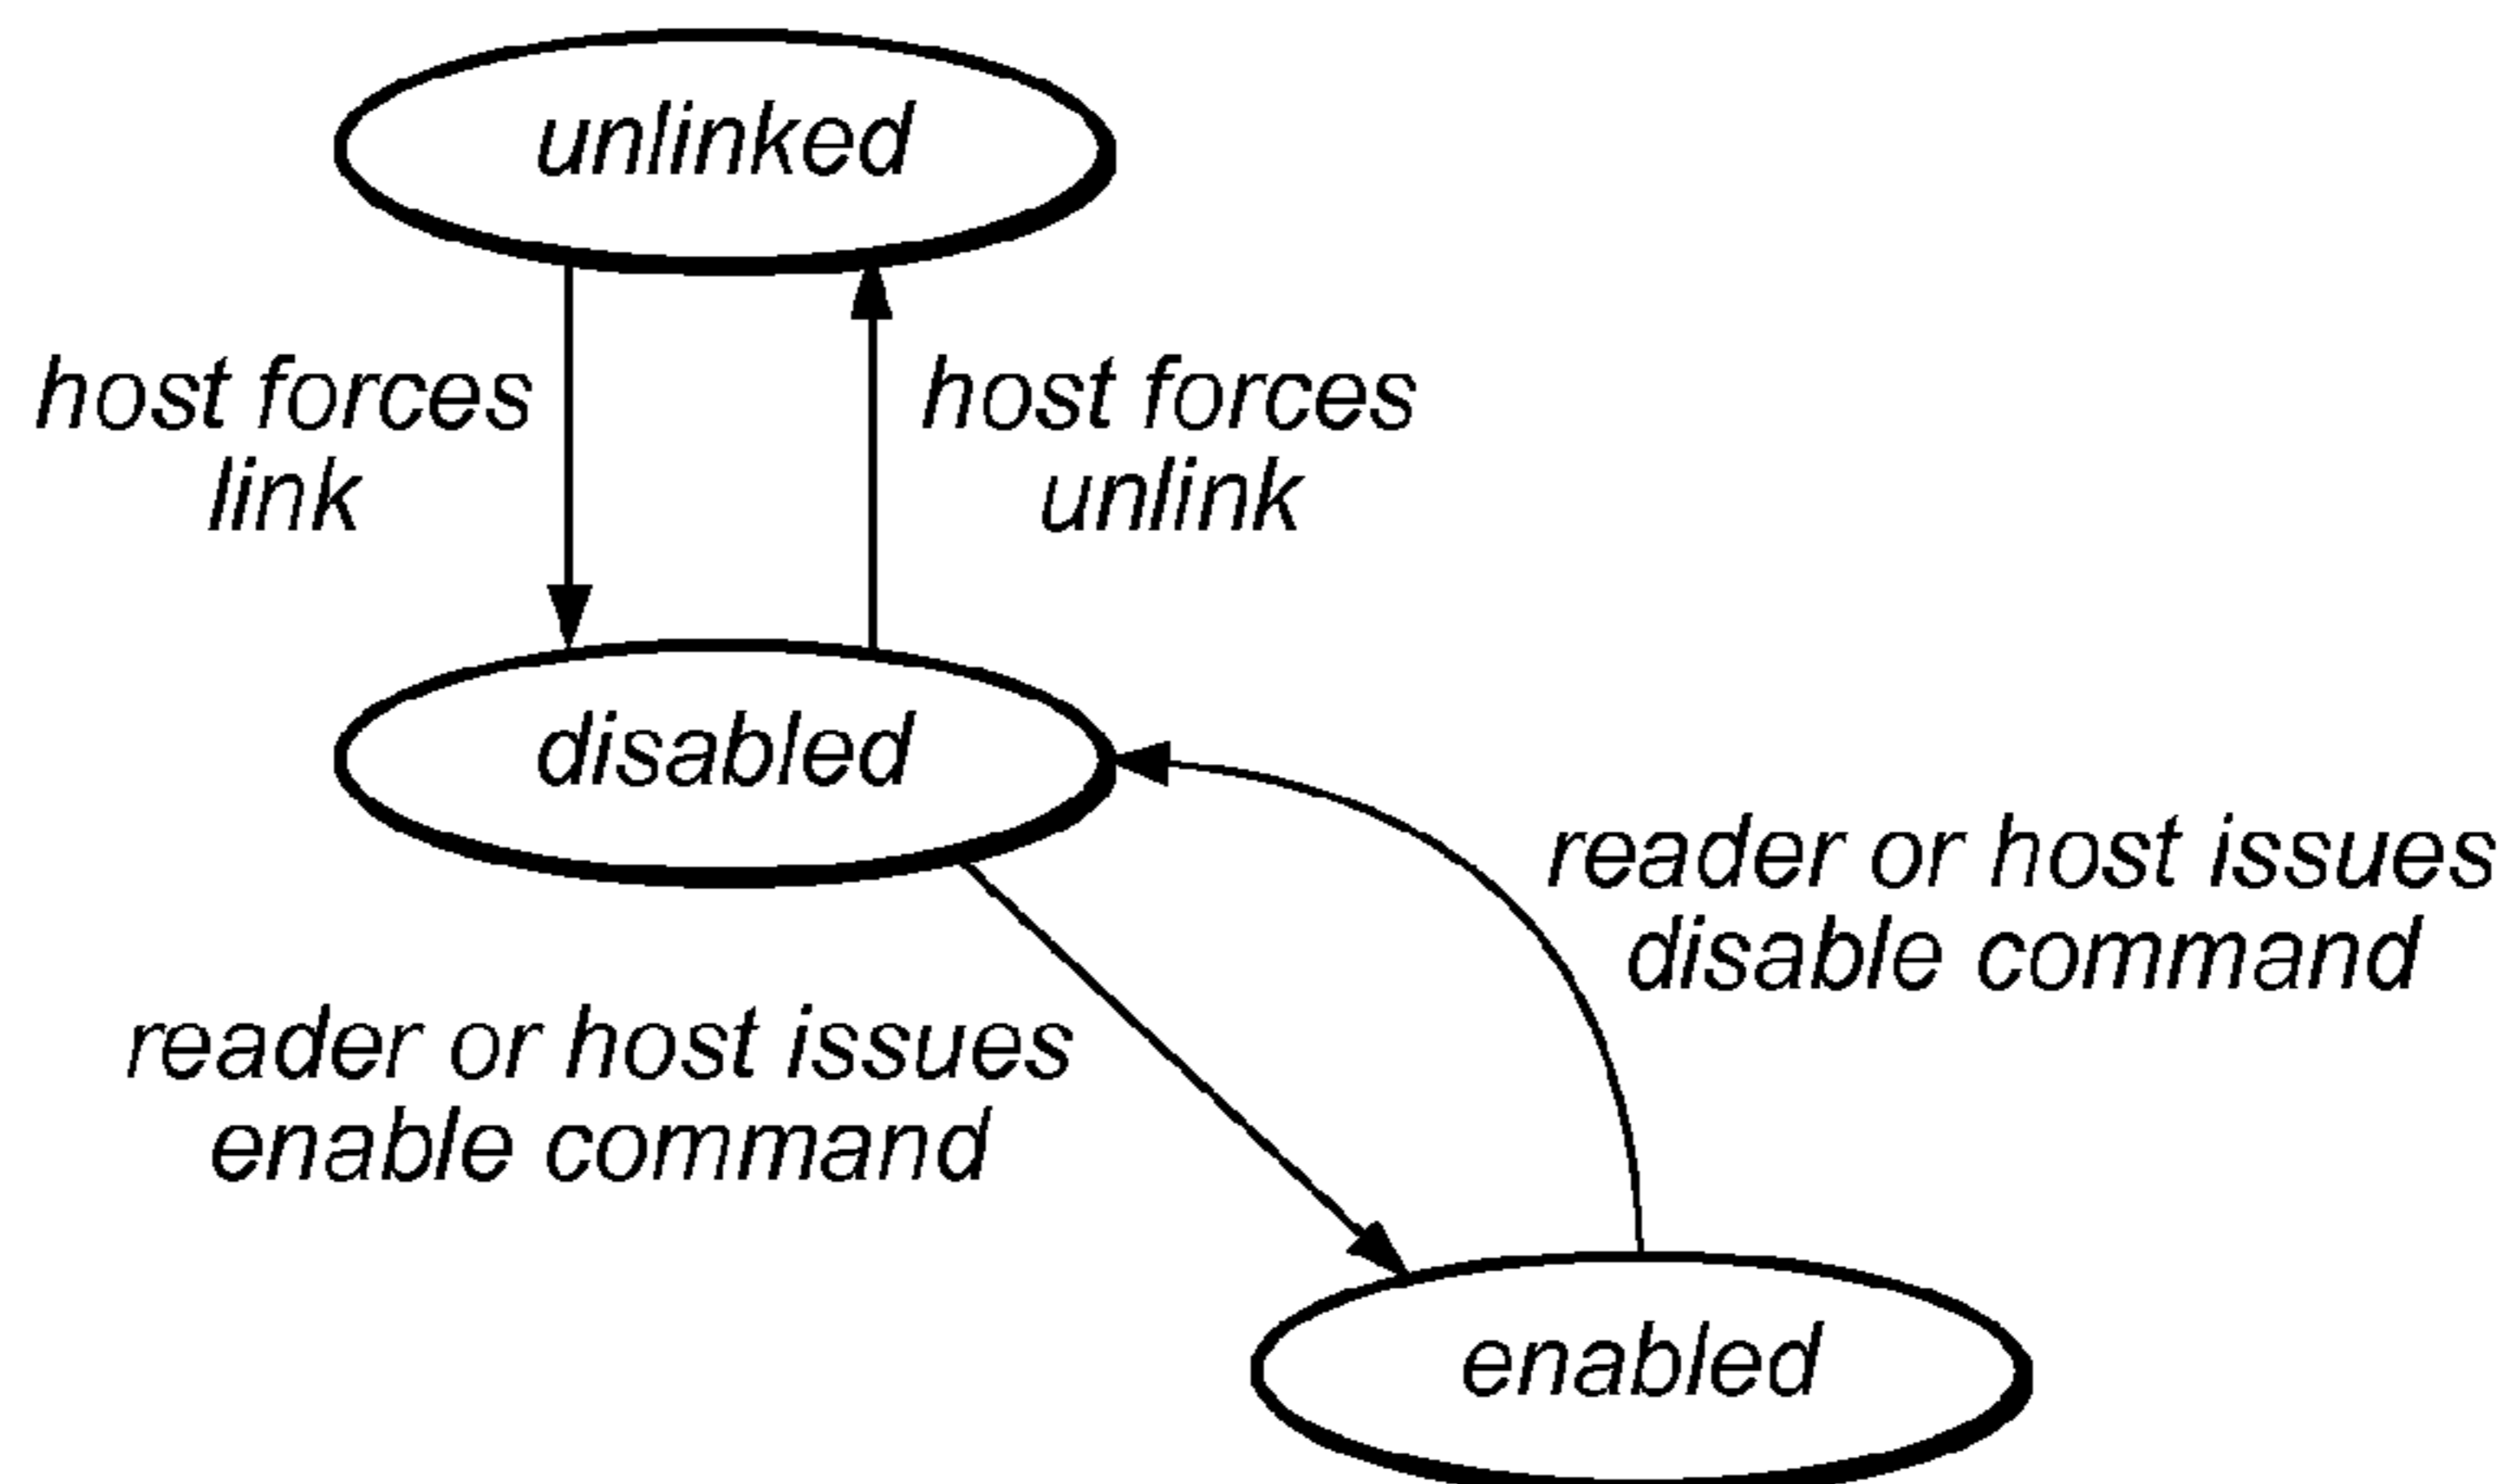 unlinked
host forces
link
host forces
unlink
disabled
reader or host issues
disable command
reader or host issues
enable command
enabled